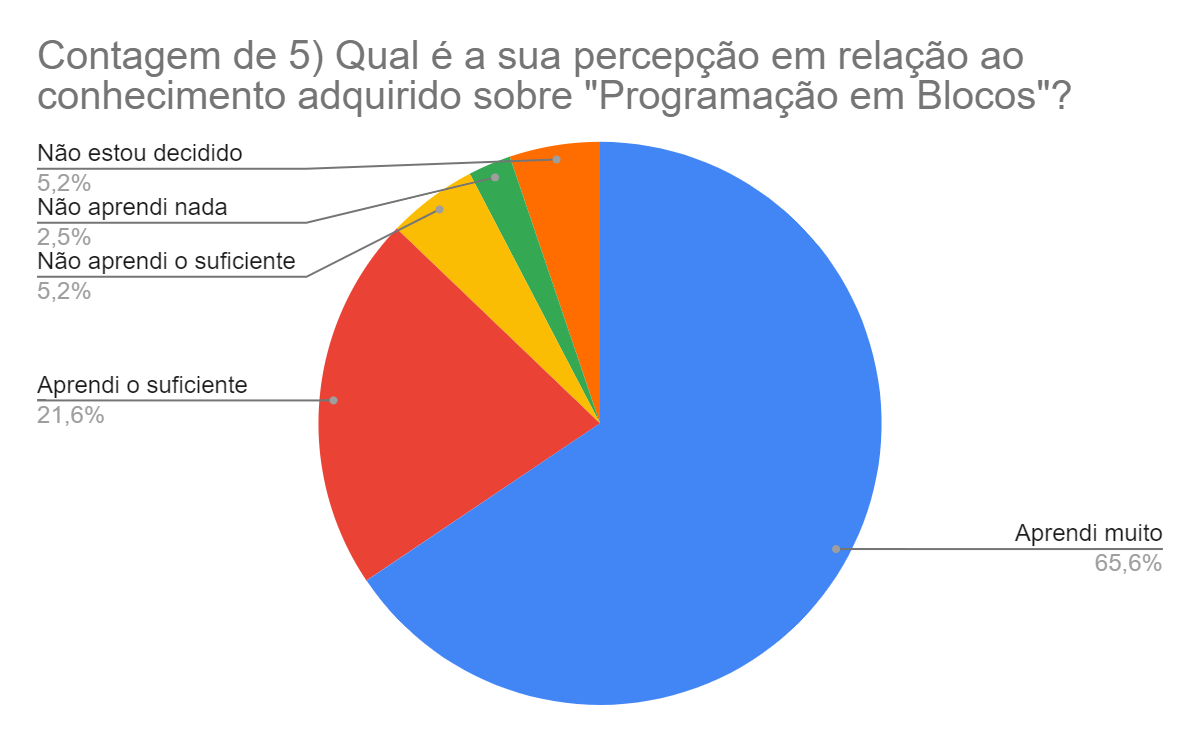 Contagem de 5) Qual é a sua percepção em relação ao
conhecimento adquirido sobre "Programação em Blocos"?
Não estou decidido
5,2%
Não aprendi nada
2,5%
Não aprendi o suficiente
5,2%
Aprendi o suficiente
21,6%
Aprendi muito
65,6%